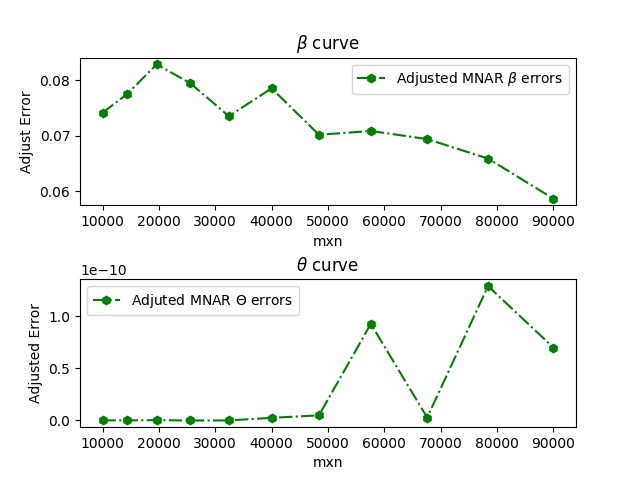 β curve
Adjusted MNAR β errors
Adjust Error
0.08
0.07
0.06
10000 20000 30000 40000 50000 60000 70000 80000 90000
mxn
θ curve
1e−10
Adjuted MNAR Θ errors
Adjusted Error
1.0
0.5
0.0
10000 20000 30000 40000 50000 60000 70000 80000 90000
mxn